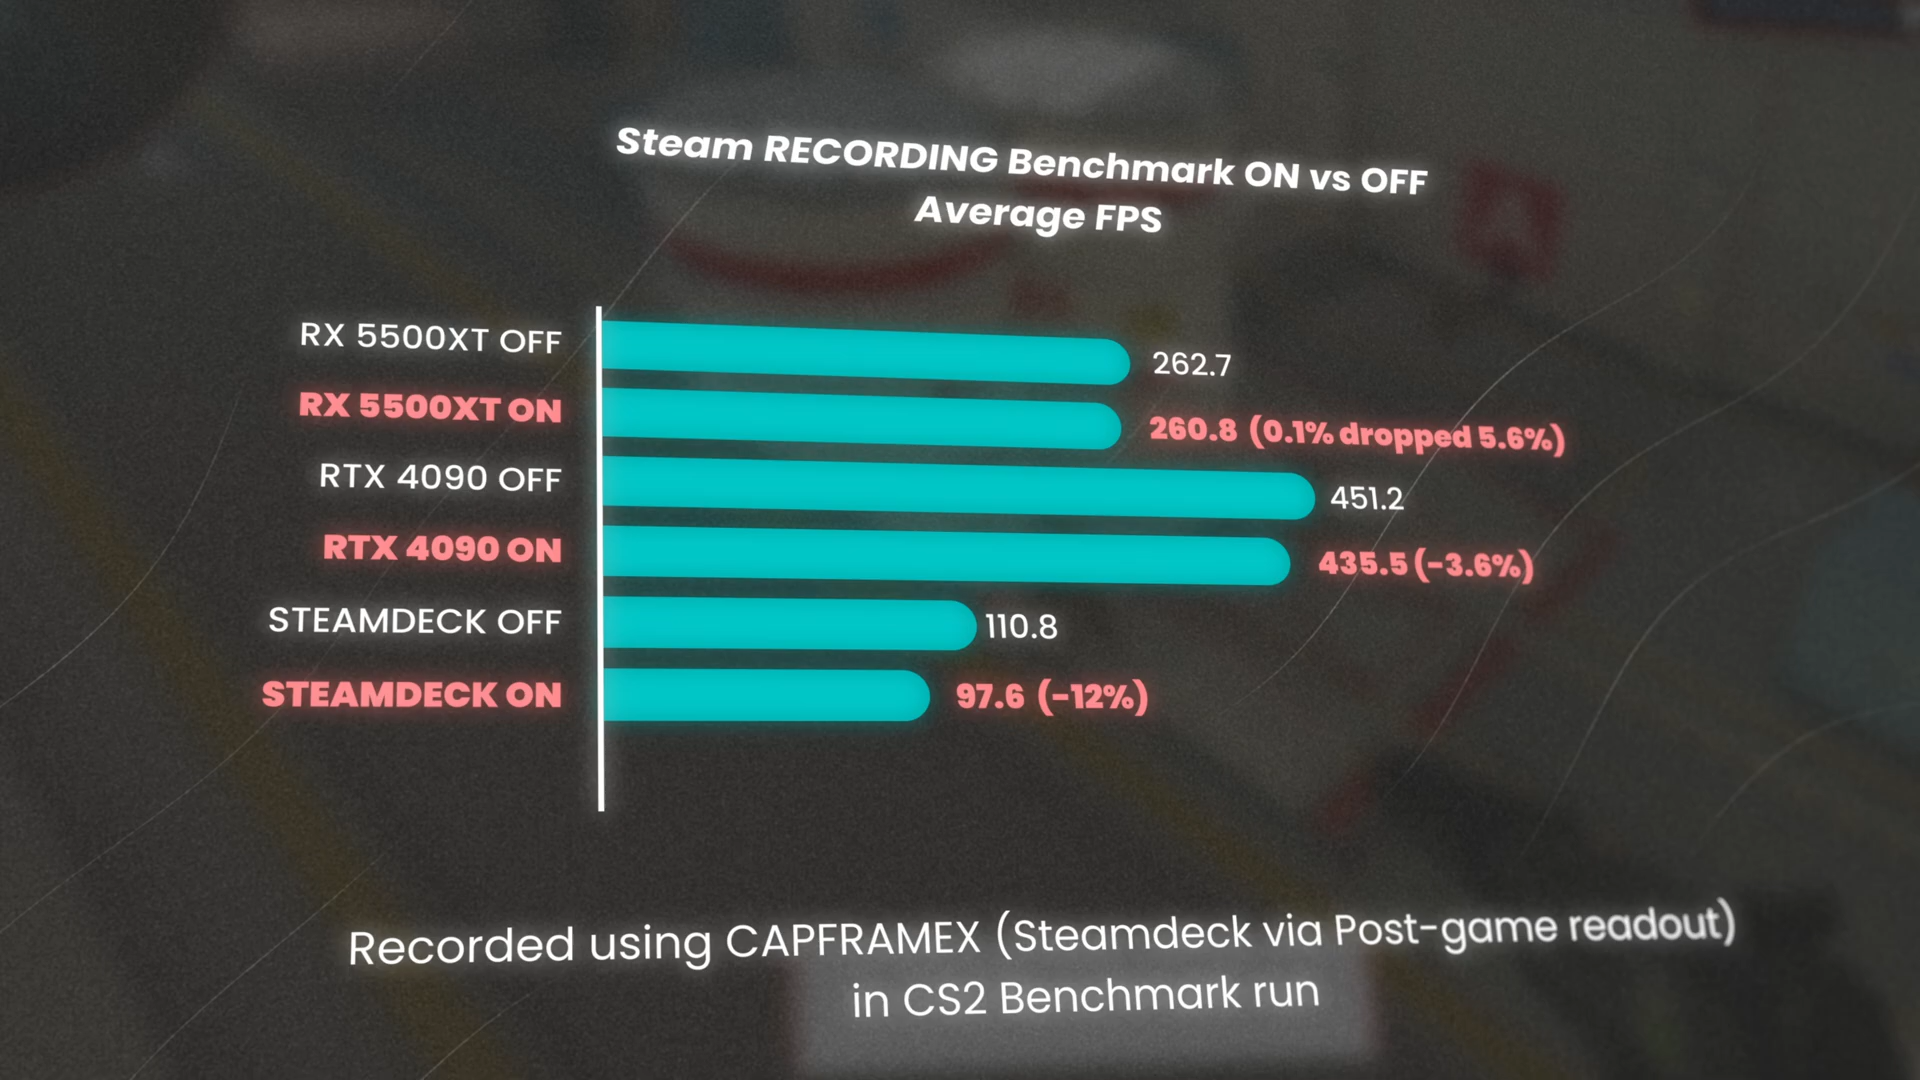 Steam RECORDING Benchmark ON vs OFF
Average FPS
RX 5500XT OFF 262.7
RX 5500XT ON 260.8 (0.1% dropped 5.6%)
RTX 4090 OFF 451.2
RTX 4090 ON 435.5 (-3.6%)
STEAMDECK OFF 110.8
STEAMDECK ON 97.6 (-12%)
Recorded using CAPFRAMEX (Steamdeck via Post-game readout)
in CS2 Benchmark run